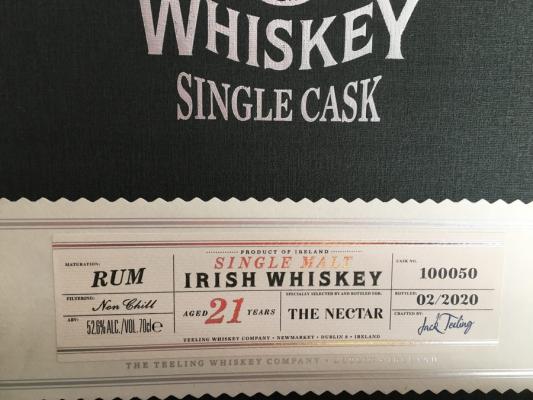 WHISKEY
SINGLE CASK
PRODUCT OF IRELAND
SINGLE MALT
IRISH WHISKEY
MATURATION:
RUM
FILTERING:
Non Chill
ABV:
52.6% ALC./VOL. 70cl e
AGED 21 YEARS
SPECIALLY SELECTED BY AND BOTTLED FOR:
THE NECTAR
CASK NO.
100050
BOTTLED:
02/2020
CRAFTED BY:
Jack Teeling
TEELING WHISKEY COMPANY • NEWMARKET • DUBLIN 8 • IRELAND
THE TEELING WHISKEY COMPANY • DUBLIN IRELAND